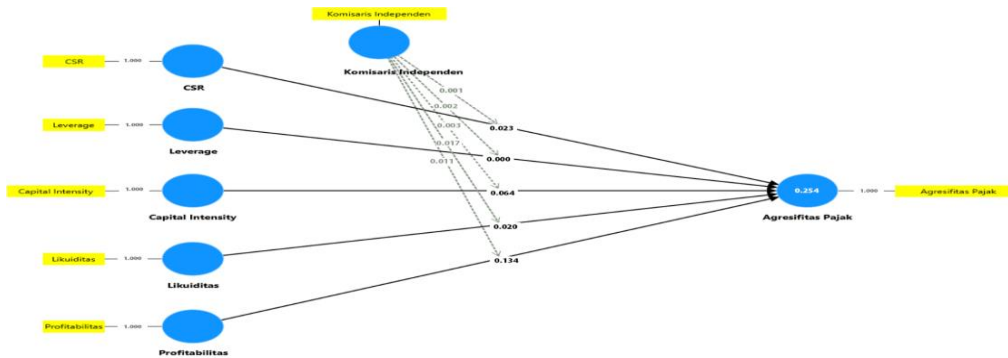 Komisaris Independen
Komisaris Independen
CSR
1.000
CSR
0.001
0.002
0.003
0.017
0.011
0.023
Leverage
1.000
Leverage
0.000
Capital Intensity
1.000
Capital Intensity
0.064
0.254
1.000
Agresifitas Pajak
Agresifitas Pajak
Likuiditas
1.000
Likuiditas
0.020
0.134
Profitabilitas
1.000
Profitabilitas